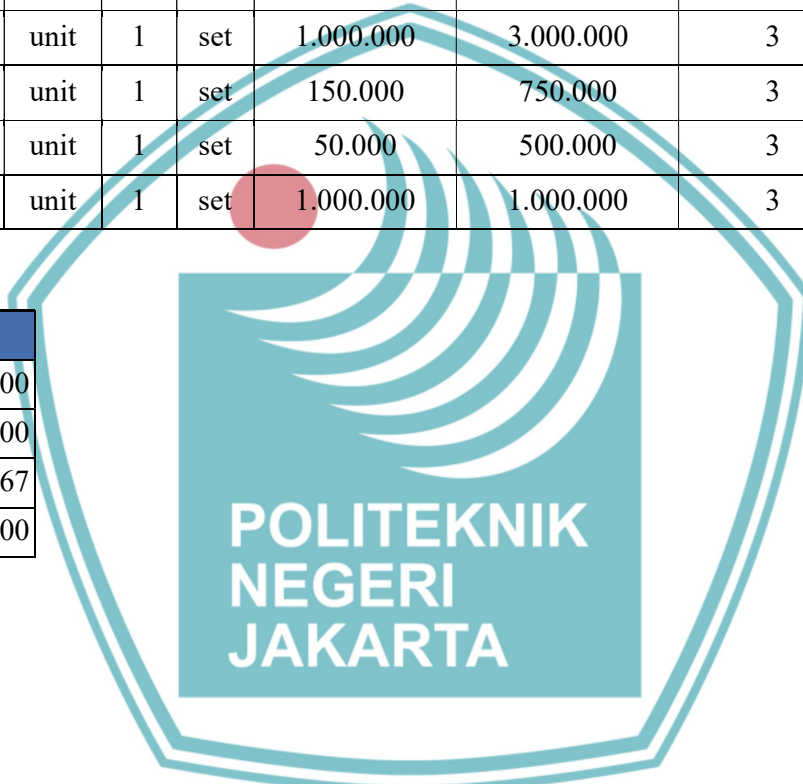 unit 1 set 1.000.000 3.000.000 3
unit 1 set 150.000 750.000 3
unit 1 set 50.000 500.000 3
unit 1 set 1.000.000 1.000.000 3
00
00
67
00
POLITEKNIK
NEGERI
JAKARTA